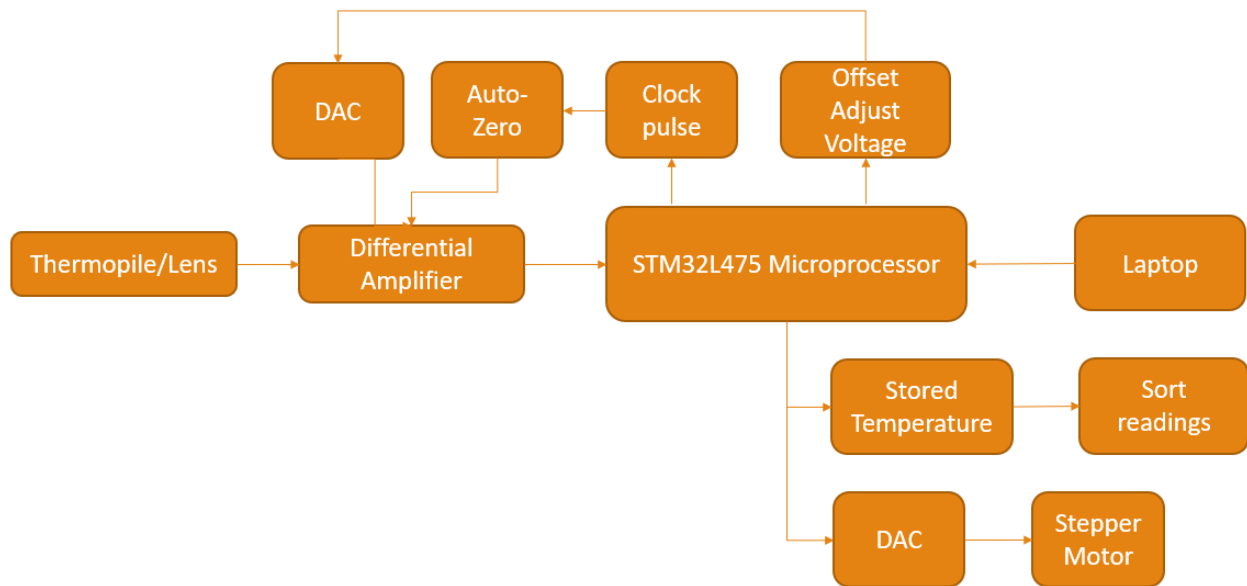 DAC
Auto-
Zero
Clock
pulse
Offset
Adjust
Voltage
Thermopile/Lens
Differential
Amplifier
STM32L475 Microprocessor
Laptop
Stored
Temperature
Sort
readings
DAC
Stepper
Motor